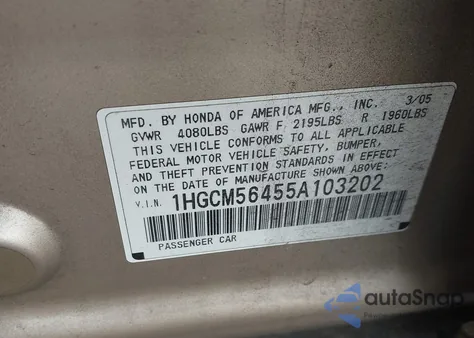 MFD. BY HONDA OF AMERICA MFG., INC. 3/05
GVWR 4080LBS GAWR F 2195LBS R 1960LBS
THIS VEHICLE CONFORMS TO ALL APPLICABLE
FEDERAL MOTOR VEHICLE SAFETY, BUMPER,
AND THEFT PREVENTION STANDARDS IN EFFECT
ON THE DATE OF MANUFACTURE SHOWN ABOVE.
V.I.N. 1HGCM56455A103202
PASSENGER CAR
autoSnap